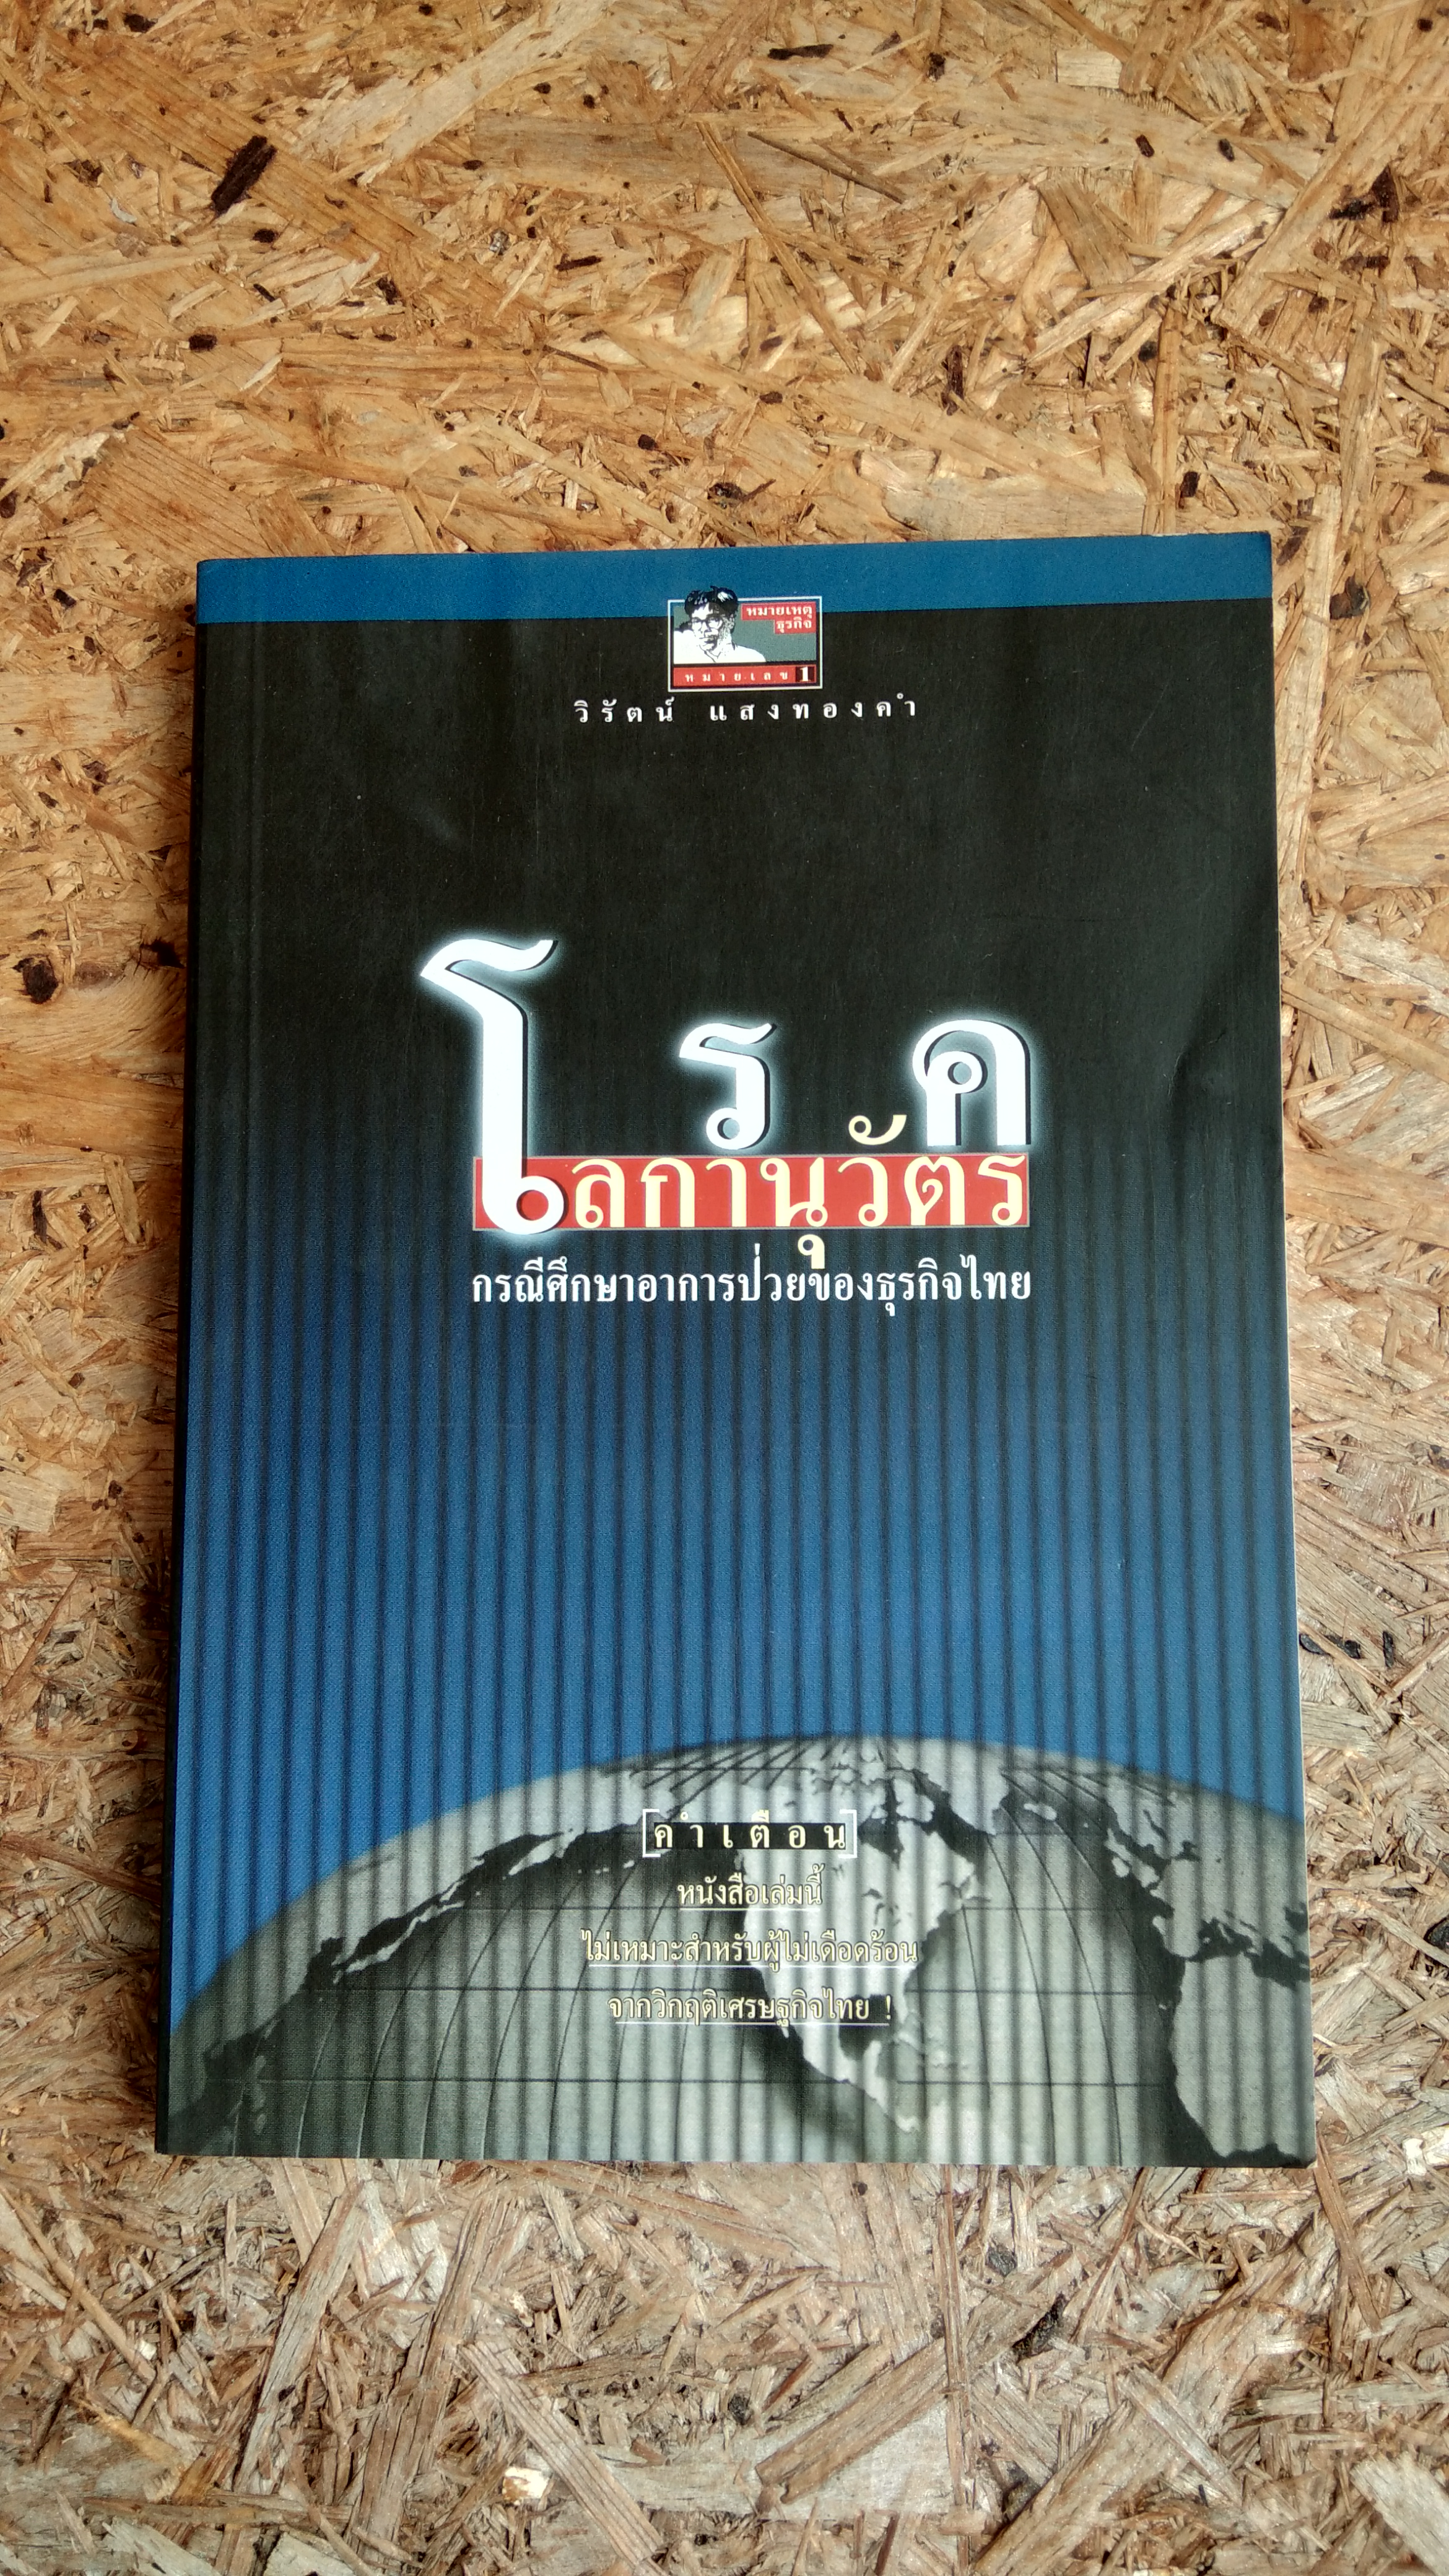 หมายเหตุ
ธุรกิจ
หมายเลข 1
วิรัตน์ แสงทองคำ
โรค
โลกานุวัตร
กรณีศึกษาอาการป่วยของธุรกิจไทย
[คำเตือน]
หนังสือเล่มนี้
ไม่เหมาะสำหรับผู้ไม่เดือดร้อน
จากวิกฤติเศรษฐกิจไทย !